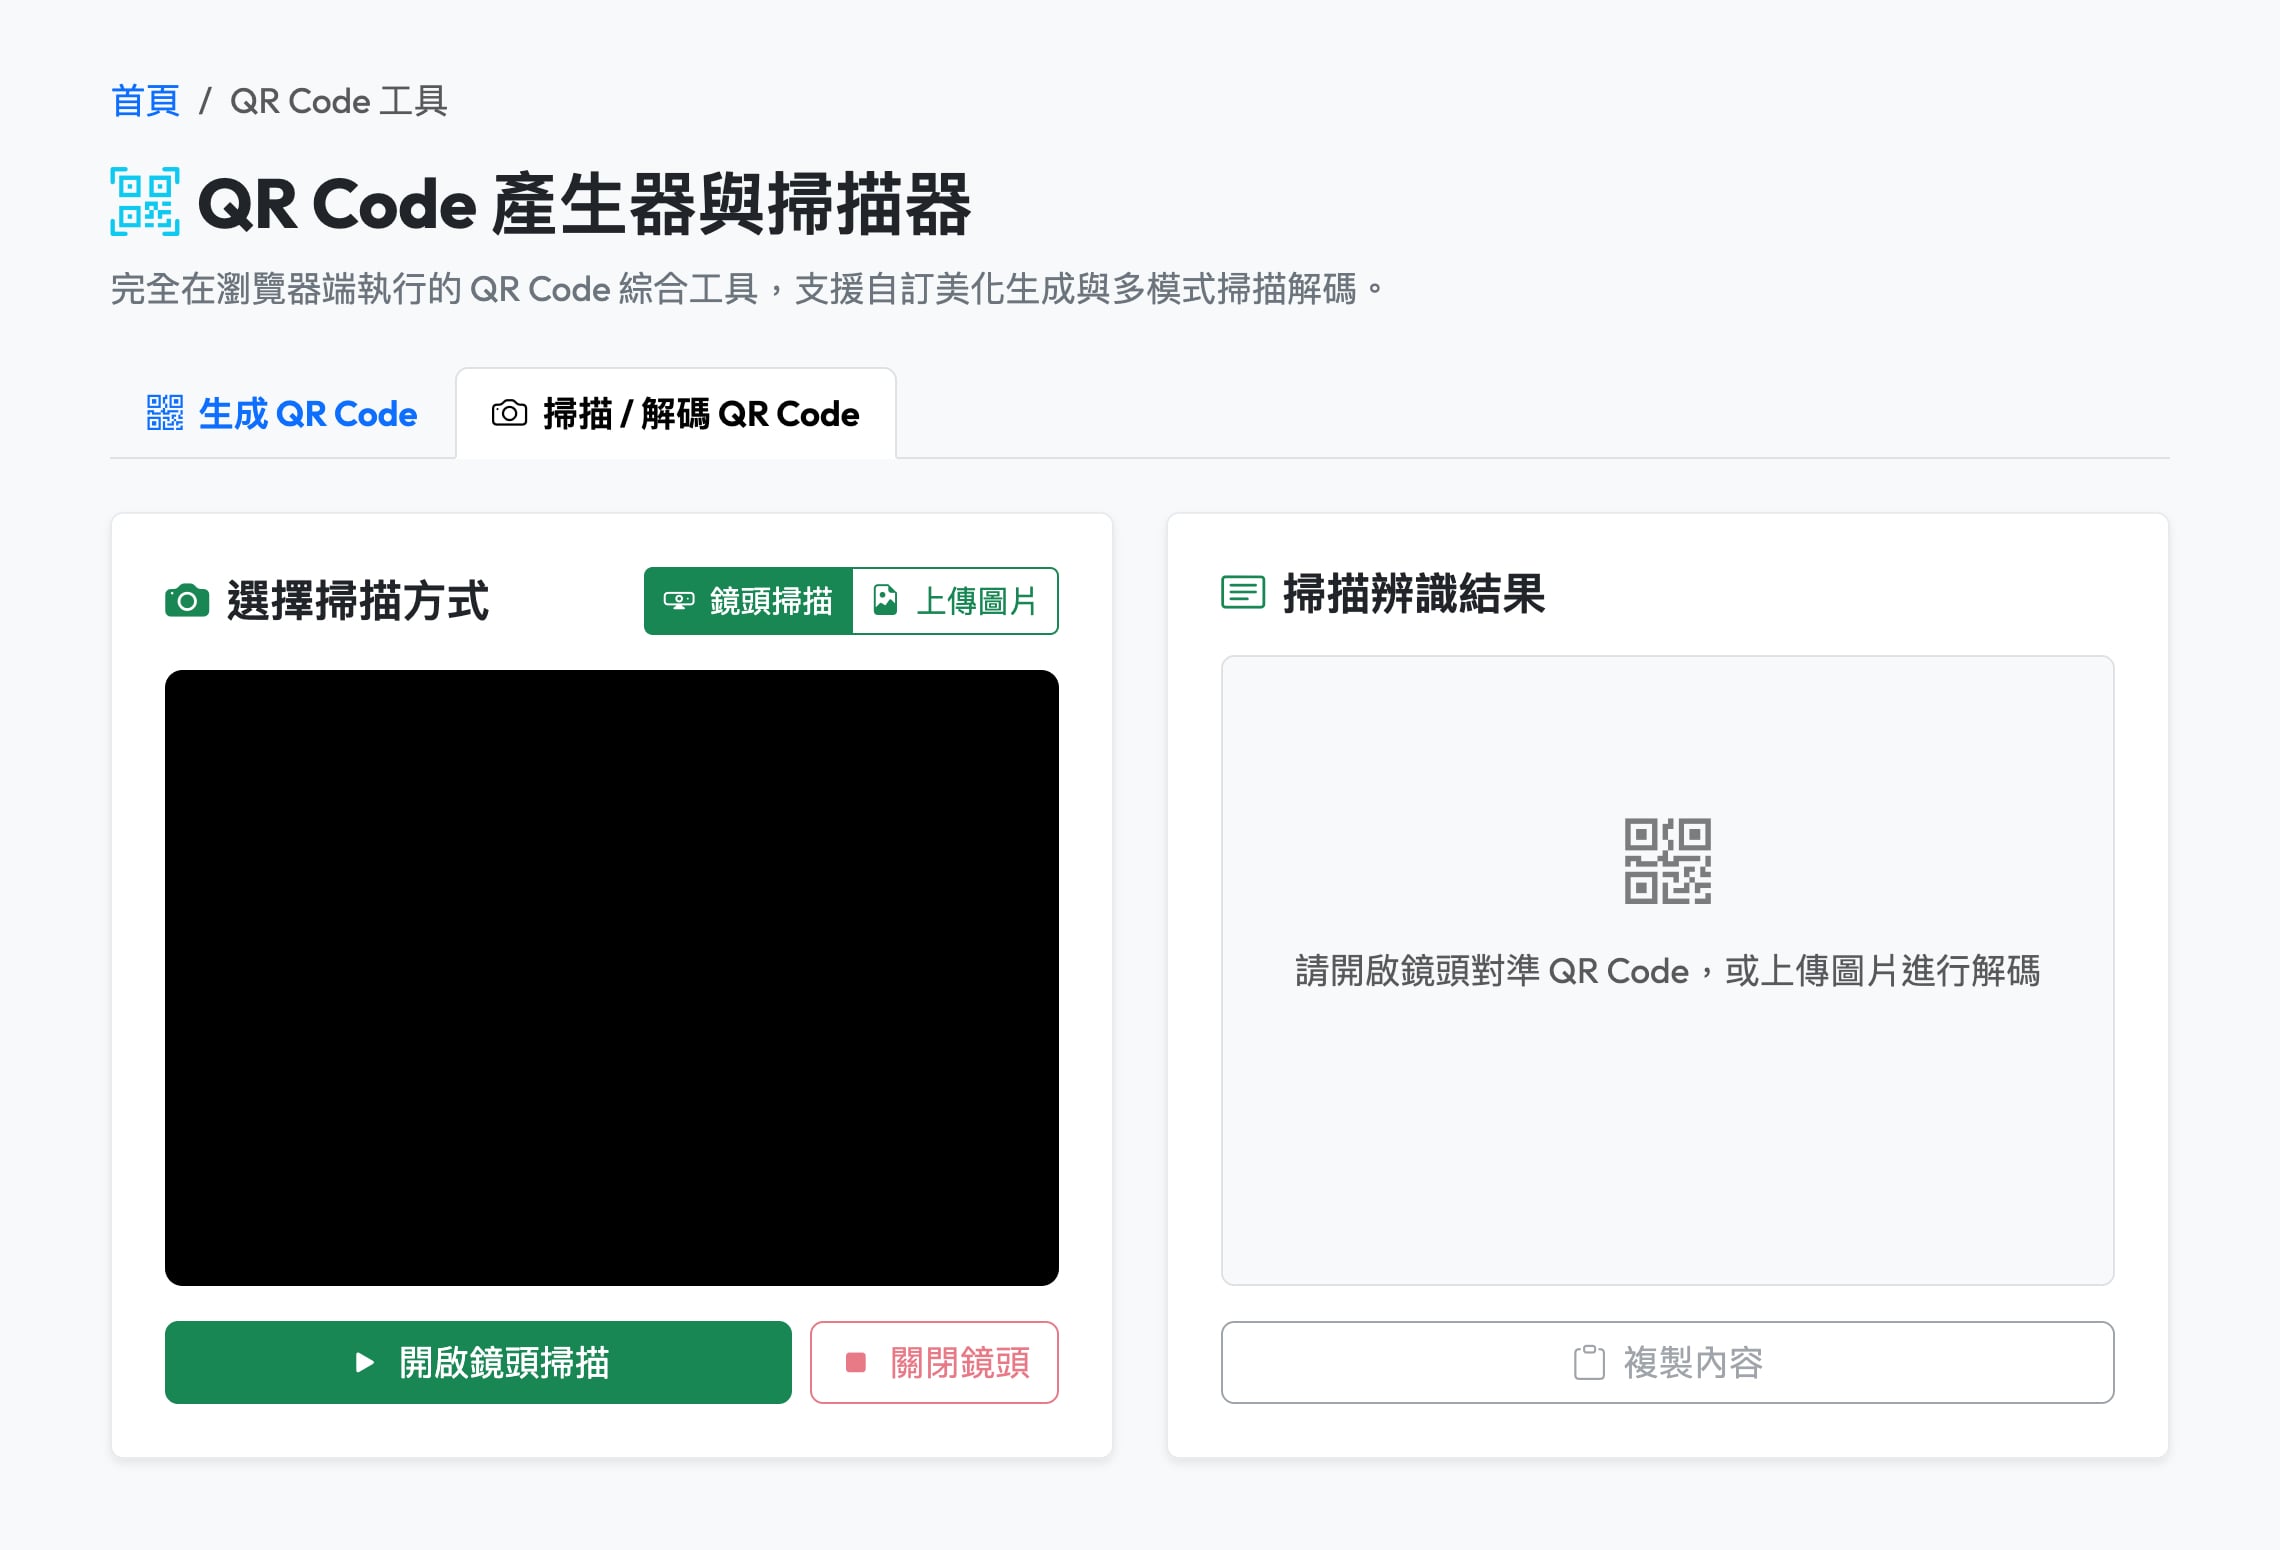 首頁 / QR Code 工具
QR Code 產生器與掃描器
完全在瀏覽器端執行的 QR Code 綜合工具，支援自訂美化生成與多模式掃描解碼。
生成 QR Code
掃描 / 解碼 QR Code
選擇掃描方式
鏡頭掃描
上傳圖片
開啟鏡頭掃描
關閉鏡頭
掃描辨識結果
請開啟鏡頭對準 QR Code，或上傳圖片進行解碼
複製內容